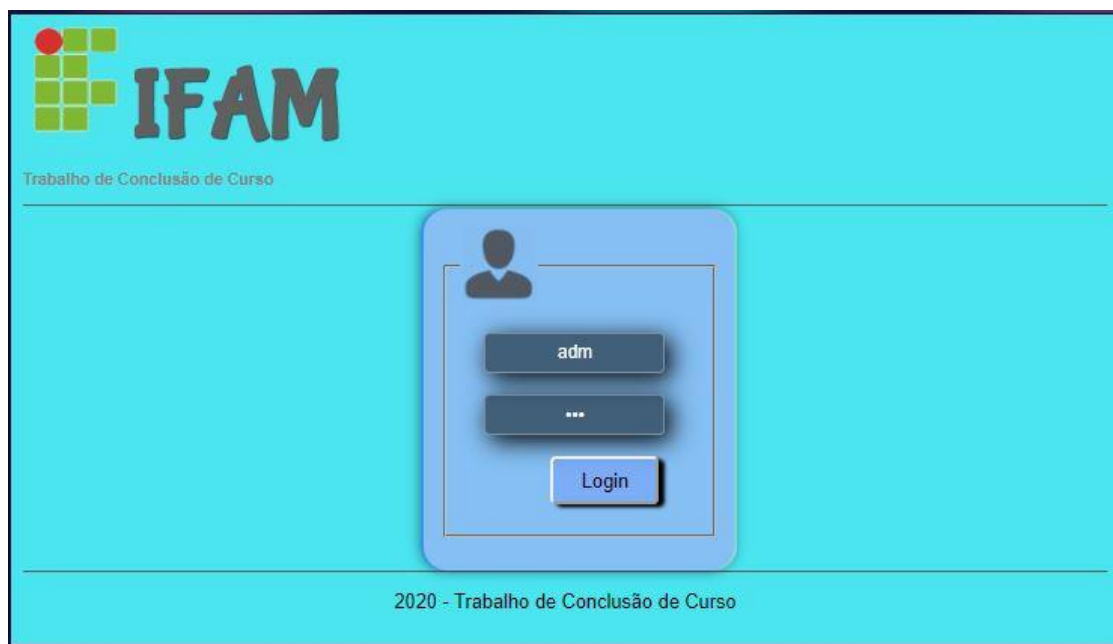 IFAM
Trabalho de Conclusão de Curso
adm
•••
Login
2020 - Trabalho de Conclusão de Curso